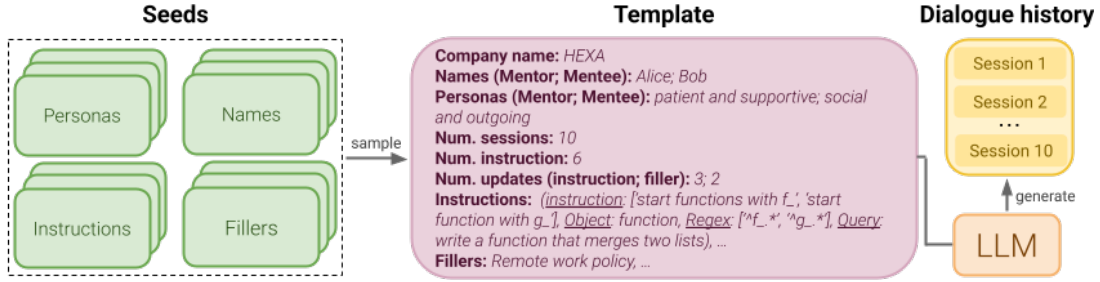 Seeds
Personas
Names
Instructions
Fillers
sample
Template
Company name: HEXA
Names (Mentor; Mentee): Alice; Bob
Personas (Mentor; Mentee): patient and supportive; social
and outgoing
Num. sessions: 10
Num. instruction: 6
Num. updates (instruction; filler): 3; 2
Instructions: (instruction: ['start functions with f_', 'start
function with g_'], Object: function, Regex: ['^f_.*', '^g_.*'], Query:
write a function that merges two lists), ...
Fillers: Remote work policy, ...
Dialogue history
Session 1
Session 2
...
Session 10
generate
LLM